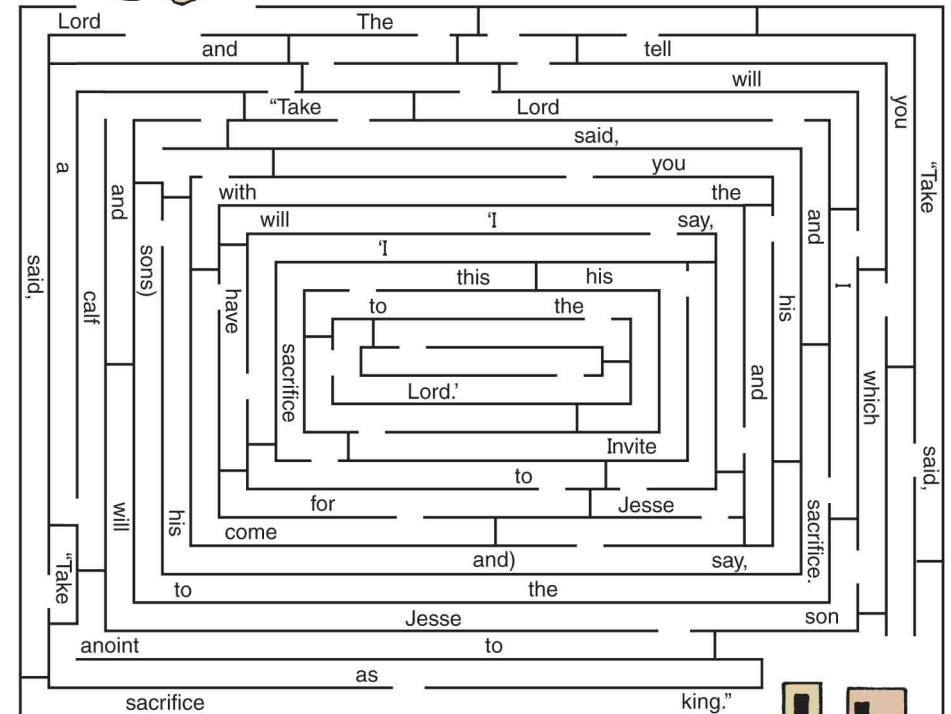 Lord The
and tell
will
"Take Lord
said,
you
with the
will 'I say,
'I
this his
to the
Lord.'
Invite
to
for Jesse
come
and) say,
to the
Jesse son
anoint to
as
sacrifice king."
said,
a
"Take
calf
and
will
sons)
his
have
sacrifice
and
his
and
sacrifice.
I
which
you
"Take
said,